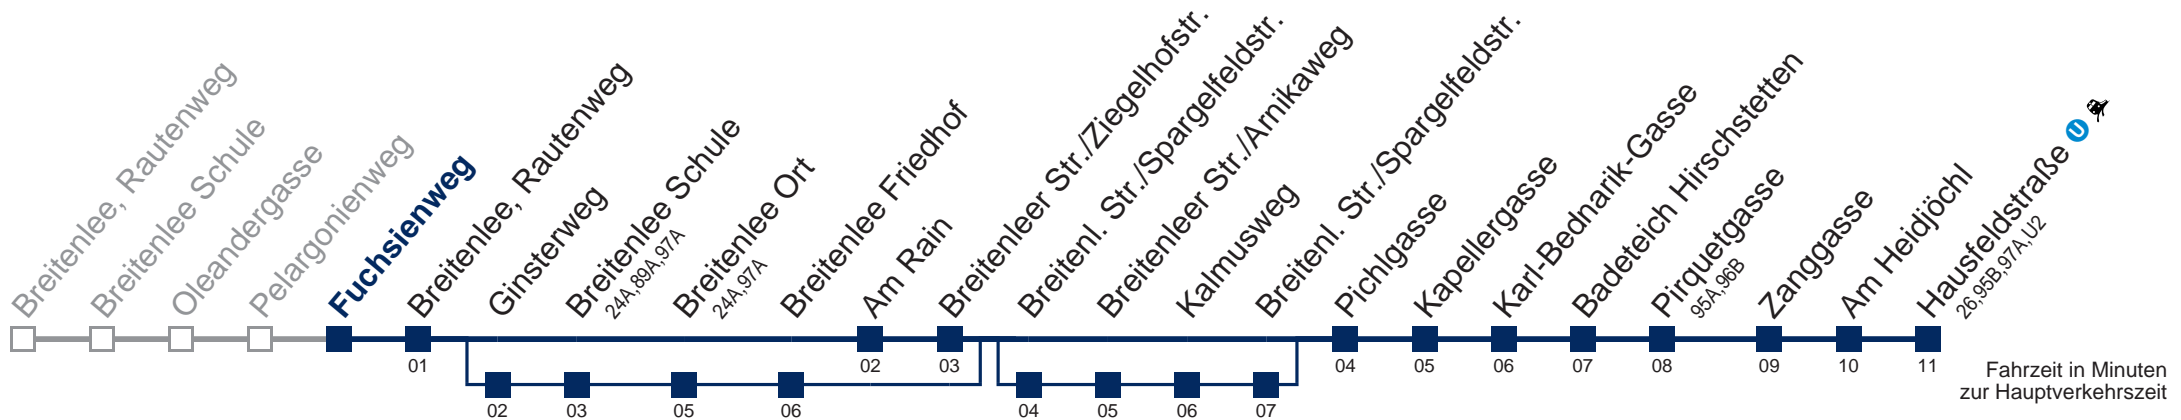 Breitenlee, Rautenweg
Breitenlee Schule
Oleandergasse
Pelargonienweg
Fuchsienweg
Breitenlee, Rautenweg
Ginsterweg
Breitenlee Schule
24A,89A,97A
Breitenlee Ort
24A,97A
Breitenlee Friedhof
Am Rain
Breitenleer Str./Ziegelhofstr.
Breitenl. Str./Spargelfeldstr.
Breitenleer Str./Arnikaweg
Kalmusweg
Breitenl. Str./Spargelfeldstr.
Pichlgasse
Kapellergasse
Karl-Bednarik-Gasse
Badeteich Hirschstetten
Pirquetgasse
95A,96B
Zanggasse
Am Heidjöchl
Hausfeldstraße U
26,95B,97A,U2
01
02
03
04
05
06
07
08
09
10
11
02
03
05
06
04
05
06
07
Fahrzeit in Minuten
zur Hauptverkehrszeit